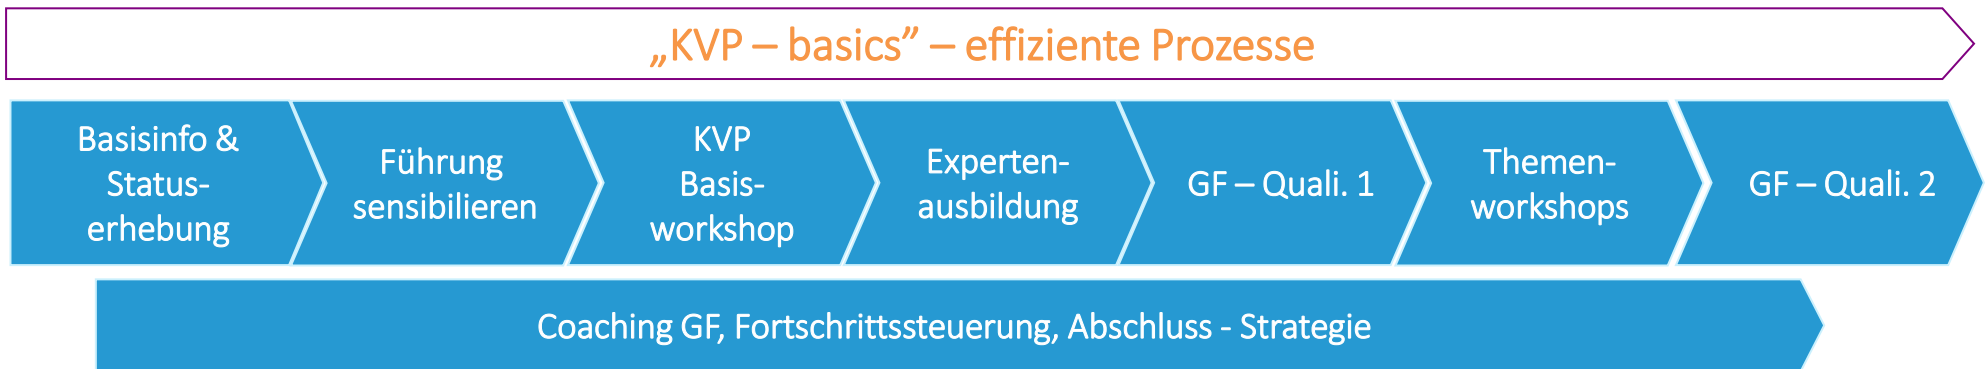 „KVP – basics” – effiziente Prozesse
Basisinfo &
Status-
erhebung
Führung
sensibilieren
KVP
Basis-
workshop
Experten-
ausbildung
GF – Quali. 1
Themen-
workshops
GF – Quali. 2
Coaching GF, Fortschrittssteuerung, Abschluss - Strategie